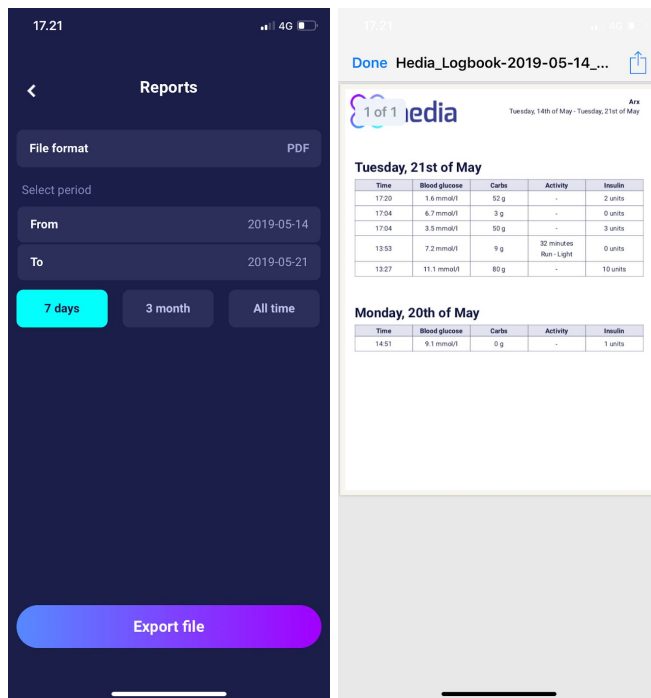 17.21
4G
Reports
File format PDF
Select period
From 2019-05-14
To 2019-05-21
7 days 3 month All time
Export file
17.21 4G
Done Hedia_Logbook-2019-05-14_...
1 of 1
edia
Arx
Tuesday, 14th of May - Tuesday, 21st of May
Tuesday, 21st of May
Time Blood glucose Carbs Activity Insulin
17:20 1.6 mmol/l 52 g - 2 units
17:04 6.7 mmol/l 3 g - 0 units
17:04 3.5 mmol/l 50 g - 3 units
13:53 7.2 mmol/l 9 g 32 minutes Run - Light 0 units
13:27 11.1 mmol/l 80 g - 10 units
Monday, 20th of May
Time Blood glucose Carbs Activity Insulin
14:51 9.1 mmol/l 0 g - 1 units